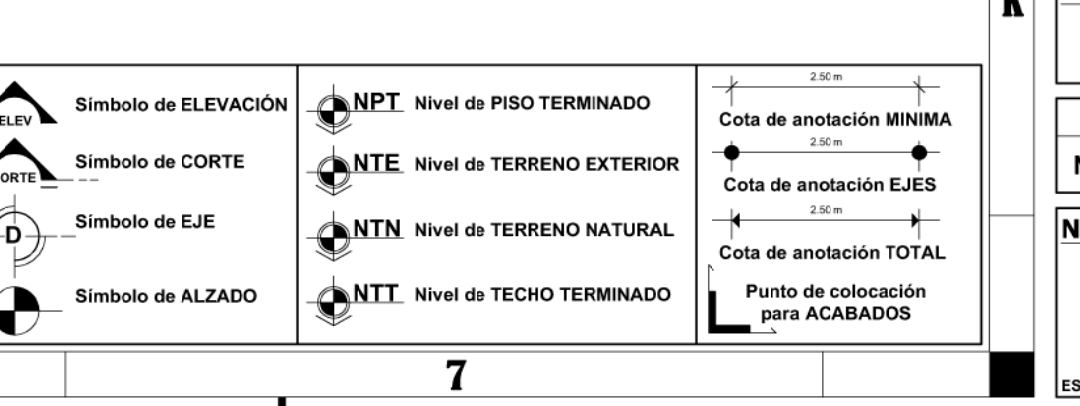 K
ELEV
Símbolo de ELEVACIÓN
CORTE
Símbolo de CORTE
D
Símbolo de EJE
Símbolo de ALZADO
NPT Nivel de PISO TERMINADO
NTE Nivel de TERRENO EXTERIOR
NTN Nivel de TERRENO NATURAL
NTT Nivel de TECHO TERMINADO
2.50 m
Cota de anotación MINIMA
2.50 m
Cota de anotación EJES
2.50 m
Cota de anotación TOTAL
Punto de colocación
para ACABADOS
7
N
ES